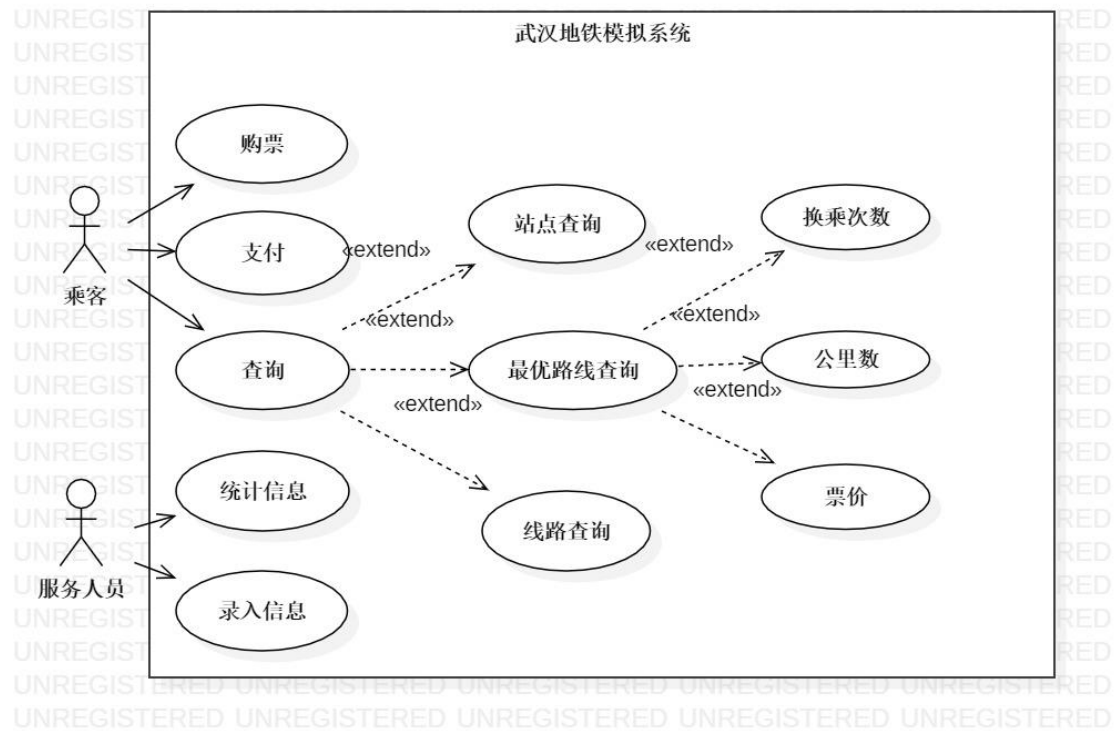 武汉地铁模拟系统
购票
站点查询
换乘次数
支付
«extend»
«extend»
乘客
«extend»
«extend»
查询
最优路线查询
公里数
«extend»
«extend»
统计信息
票价
线路查询
服务人员
录入信息
UNREGISTERED UNREGISTERED UNREGISTERED UNREGISTERED UNREGISTERED
UNREGISTERED UNREGISTERED UNREGISTERED UNREGISTERED UNREGISTERED